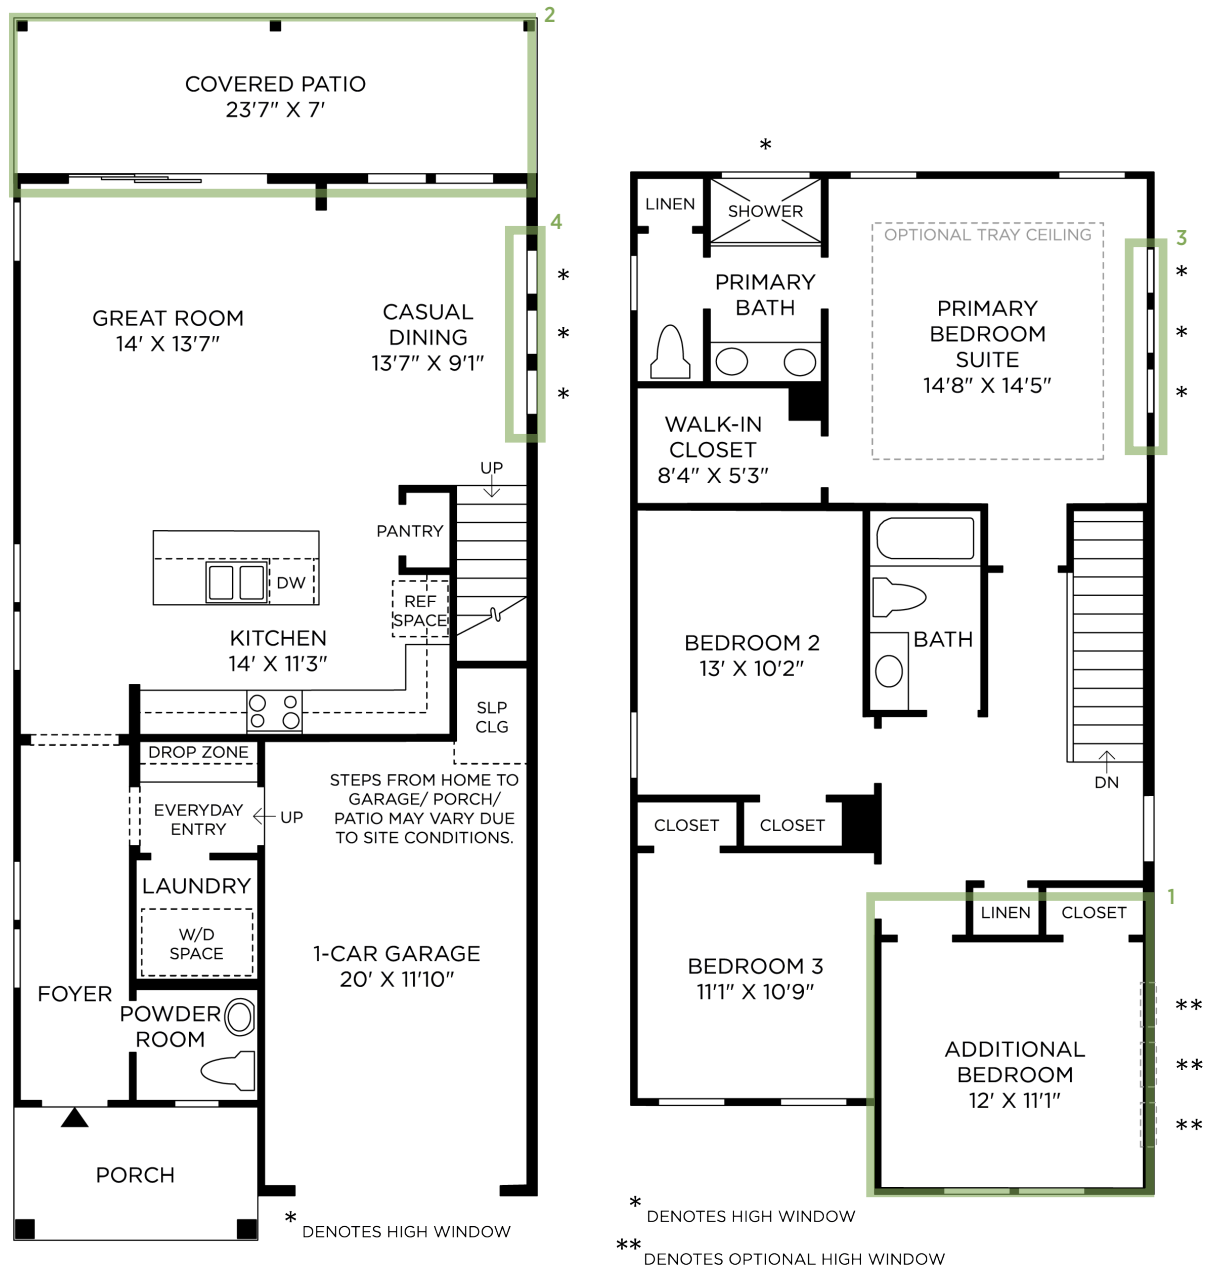 2
COVERED PATIO
23'7" X 7'
4
GREAT ROOM
14' X 13'7"
CASUAL
DINING
13'7" X 9'1"
*
*
*
UP
PANTRY
DW
REF
SPACE
KITCHEN
14' X 11'3"
SLP
CLG
DROP ZONE
STEPS FROM HOME TO
GARAGE/ PORCH/
PATIO MAY VARY DUE
TO SITE CONDITIONS.
EVERYDAY
ENTRY
UP
LAUNDRY
W/D
SPACE
1-CAR GARAGE
20' X 11'10"
FOYER
POWDER
ROOM
PORCH
* DENOTES HIGH WINDOW
*
LINEN
SHOWER
OPTIONAL TRAY CEILING
3
PRIMARY
BATH
PRIMARY
BEDROOM
SUITE
14'8" X 14'5"
*
*
*
WALK-IN
CLOSET
8'4" X 5'3"
BEDROOM 2
13' X 10'2"
BATH
DN
CLOSET
CLOSET
1
LINEN
CLOSET
BEDROOM 3
11'1" X 10'9"
ADDITIONAL
BEDROOM
12' X 11'1"
**
**
**
* DENOTES HIGH WINDOW
** DENOTES OPTIONAL HIGH WINDOW